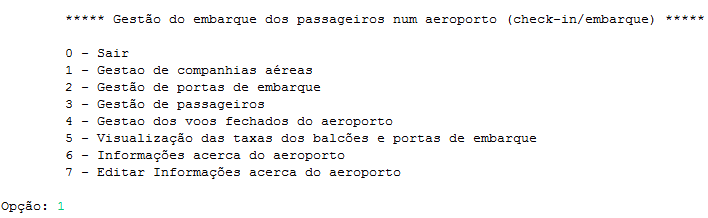 ***** Gestão do embarque dos passageiros num aeroporto (check-in/embarque) *****
0 - Sair
1 - Gestao de companhias aéreas
2 - Gestão de portas de embarque
3 - Gestão de passageiros
4 - Gestao dos voos fechados do aeroporto
5 - Visualização das taxas dos balcões e portas de embarque
6 - Informações acerca do aeroporto
7 - Editar Informações acerca do aeroporto
Opção: 1